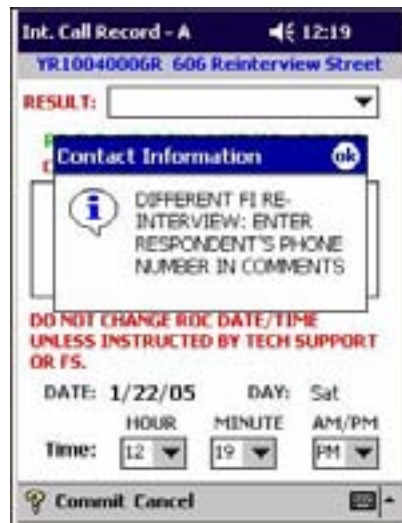 Int. Call Record - A 12:19
YR10040006R 606 Reinterview Street
RESULT:
Contact Information ok
DIFFERENT FI RE-
INTERVIEW: ENTER
RESPONDENT'S PHONE
NUMBER IN COMMENTS
DO NOT CHANGE ROC DATE/TIME
UNLESS INSTRUCTED BY TECH SUPPORT
OR FS.
DATE: 1/22/05 DAY: Sat
HOUR MINUTE AM/PM
Time: 12 19 PM
Commit Cancel